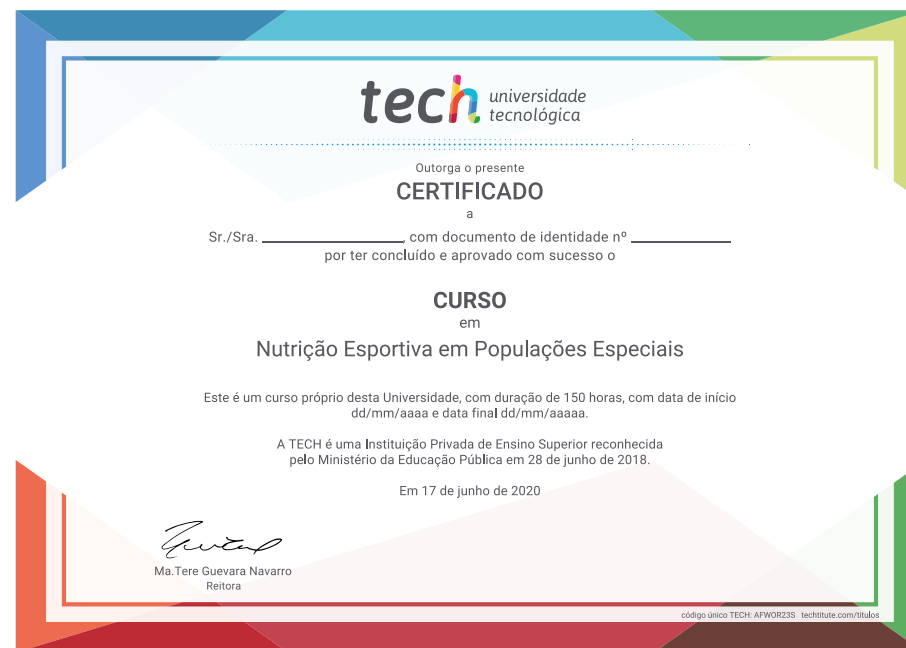 tech universidade
tecnológica
Outorga o presente
CERTIFICADO
a
Sr./Sra. ____________, com documento de identidade nº ____________
por ter concluído e aprovado com sucesso o
CURSO
em
Nutrição Esportiva em Populações Especiais
Este é um curso próprio desta Universidade, com duração de 150 horas, com data de início
dd/mm/aaaa e data final dd/mm/aaaaa.
A TECH é uma Instituição Privada de Ensino Superior reconhecida
pelo Ministério da Educação Pública em 28 de junho de 2018.
Em 17 de junho de 2020
Ma.Tere Guevara Navarro
Reitora
código único TECH: AFWOR23S techtitute.com/titulos